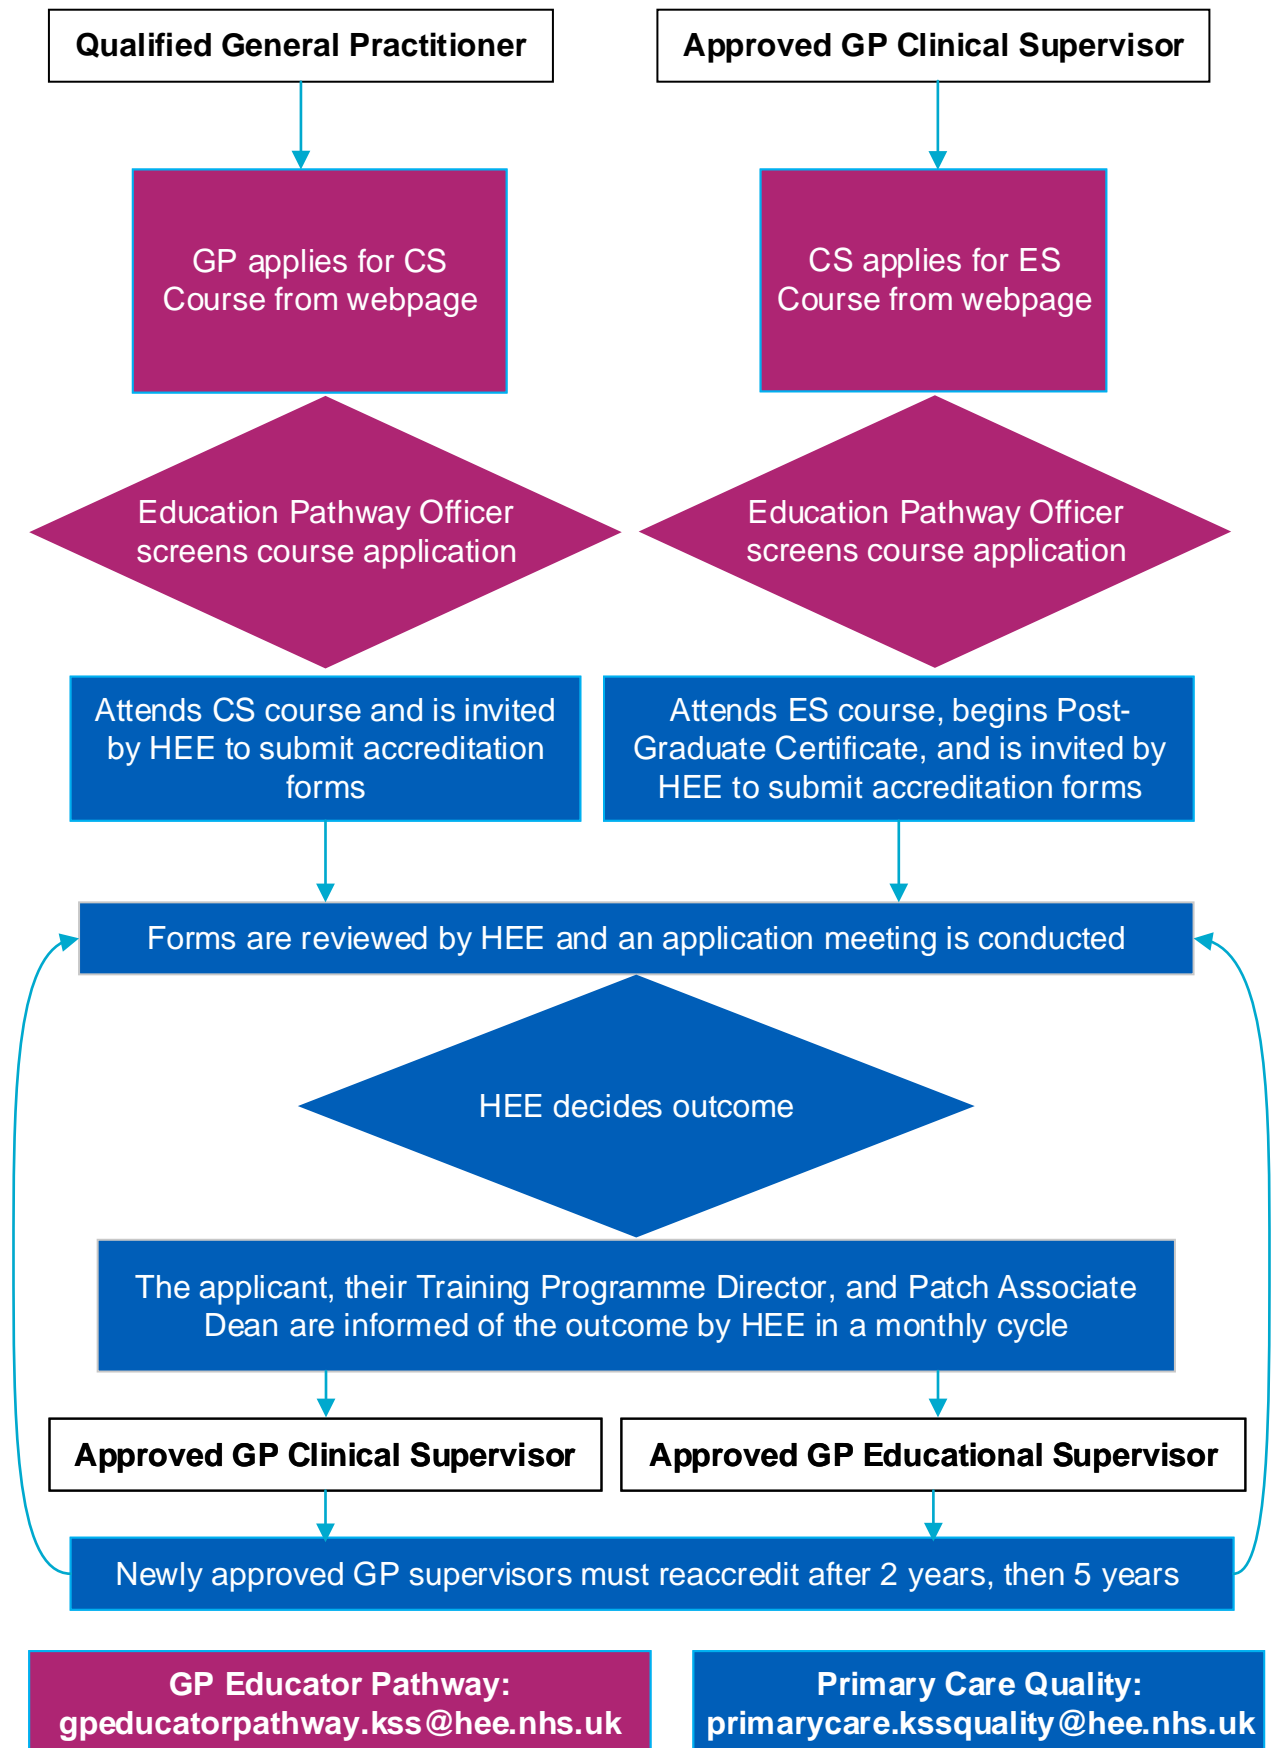 Qualified General Practitioner
Approved GP Clinical Supervisor
GP applies for CS
Course from webpage
CS applies for ES
Course from webpage
Education Pathway Officer
screens course application
Education Pathway Officer
screens course application
Attends CS course and is invited
by HEE to submit accreditation
forms
Attends ES course, begins Post-
Graduate Certificate, and is invited by
HEE to submit accreditation forms
Forms are reviewed by HEE and an application meeting is conducted
HEE decides outcome
The applicant, their Training Programme Director, and Patch Associate
Dean are informed of the outcome by HEE in a monthly cycle
Approved GP Clinical Supervisor
Approved GP Educational Supervisor
Newly approved GP supervisors must reaccredit after 2 years, then 5 years
GP Educator Pathway:
gpeducatorpathway.kss@hee.nhs.uk
Primary Care Quality:
primarycare.kssquality@hee.nhs.uk